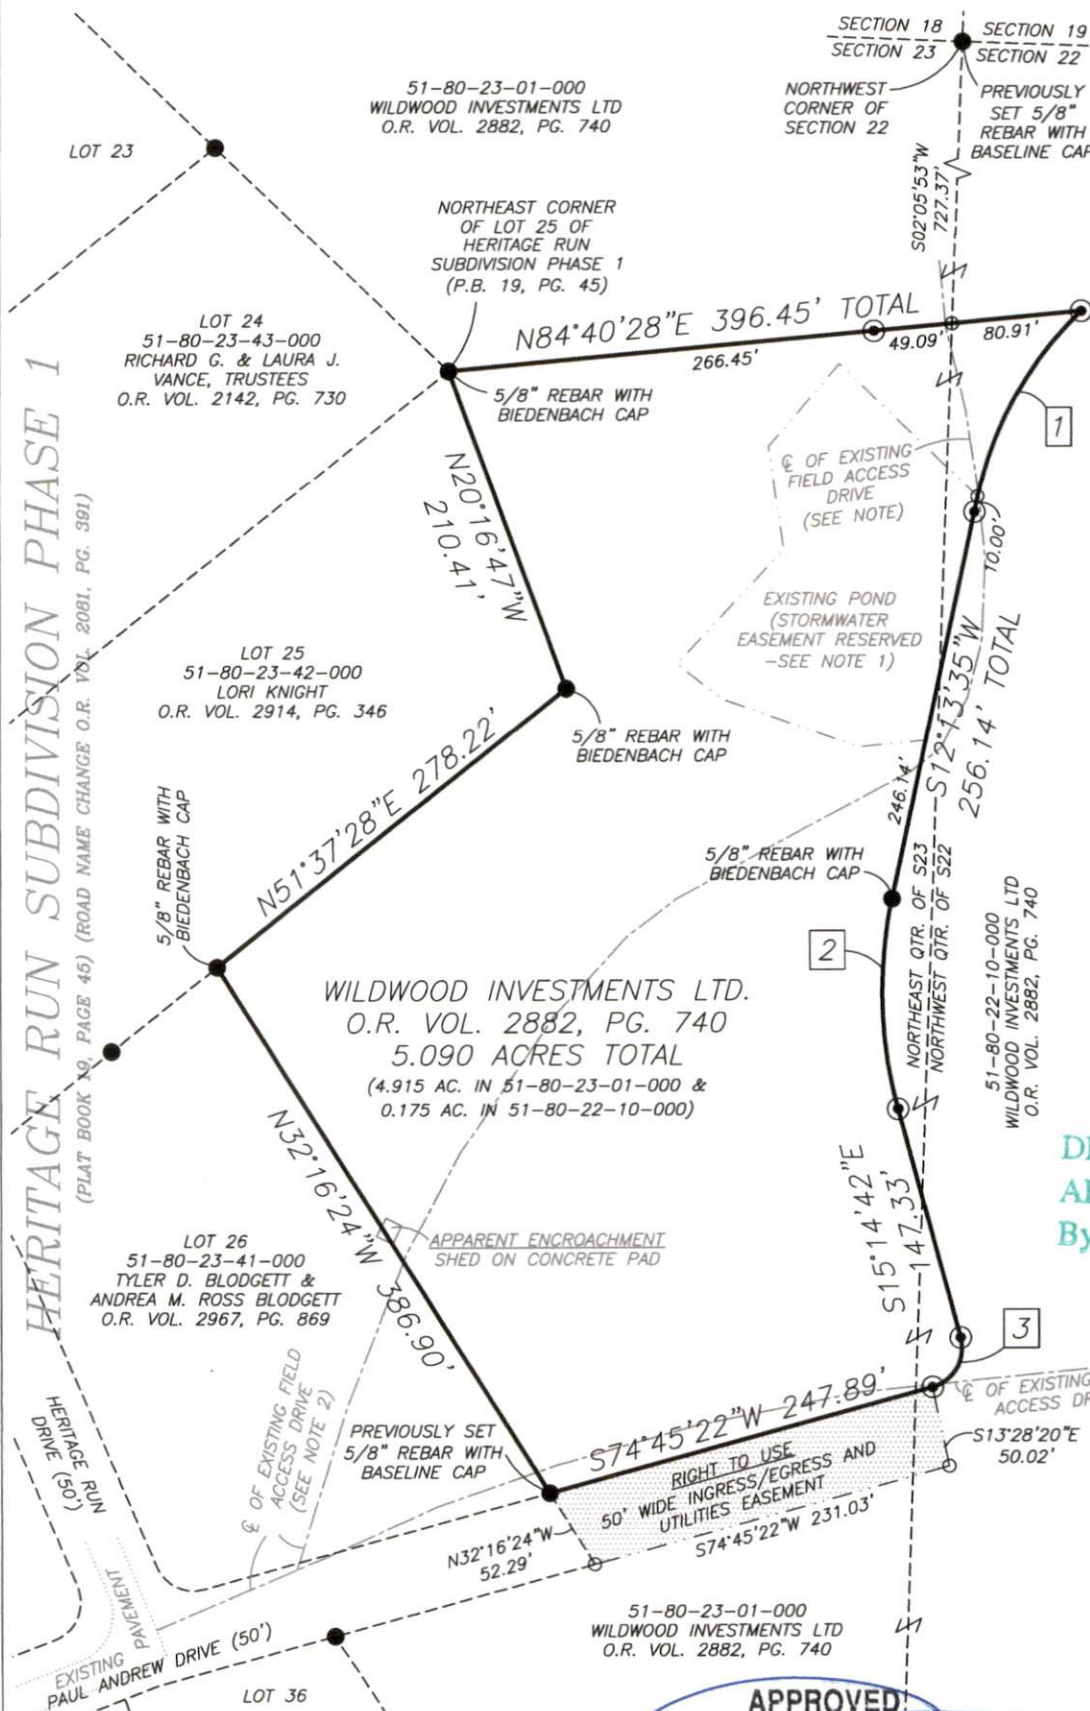 SECTION 18
SECTION 19
SECTION 23
SECTION 22
NORTHWEST
CORNER OF
SECTION 22
PREVIOUSLY
SET 5/8"
REBAR WITH
BASELINE CAP
51-80-23-01-000
WILDWOOD INVESTMENTS LTD
O.R. VOL. 2882, PG. 740
LOT 23
S02°05'53"W
727.37'
NORTHEAST CORNER
OF LOT 25 OF
HERITAGE RUN
SUBDIVISION PHASE 1
(P.B. 19, PG. 45)
N84°40'28"E 396.45' TOTAL
266.45'
49.09'
80.91'
LOT 24
51-80-23-43-000
RICHARD G. & LAURA J.
VANCE, TRUSTEES
O.R. VOL. 2142, PG. 730
5/8" REBAR WITH
BIEDENBACH CAP
1
HERITAGE RUN SUBDIVISION PHASE 1
(PLAT BOOK 19, PAGE 45) (ROAD NAME CHANGE O.R. VOL. 2081, PG. 391)
N20°16'47"W
210.41'
℄ OF EXISTING
FIELD ACCESS
DRIVE
(SEE NOTE)
10.00'
EXISTING POND
(STORMWATER
EASEMENT RESERVED
-SEE NOTE 1)
S12°13'35"W
256.14' TOTAL
246.14'
LOT 25
51-80-23-42-000
LORI KNIGHT
O.R. VOL. 2914, PG. 346
5/8" REBAR WITH
BIEDENBACH CAP
N51°37'28"E 278.22'
5/8" REBAR WITH
BIEDENBACH CAP
5/8" REBAR WITH
BIEDENBACH CAP
2
NORTHEAST QTR. OF S23
NORTHWEST QTR. OF S22
51-80-22-10-000
WILDWOOD INVESTMENTS LTD
O.R. VOL. 2882, PG. 740
WILDWOOD INVESTMENTS LTD.
O.R. VOL. 2882, PG. 740
5.090 ACRES TOTAL
(4.915 AC. IN 51-80-23-01-000 &
0.175 AC. IN 51-80-22-10-000)
N32°16'24"W 386.90'
S15°14'42"E
147.33'
By
APPARENT ENCROACHMENT
SHED ON CONCRETE PAD
LOT 26
51-80-23-41-000
TYLER D. BLODGETT &
ANDREA M. ROSS BLODGETT
O.R. VOL. 2967, PG. 869
3
HERITAGE RUN
DRIVE (50')
℄ OF EXISTING FIELD
ACCESS DRIVE
(SEE NOTE 2)
PREVIOUSLY SET
5/8" REBAR WITH
BASELINE CAP
S74°45'22"W 247.89'
℄ OF EXISTING
ACCESS
S13°28'20"E
50.02'
RIGHT TO USE
50' WIDE INGRESS/EGRESS AND
UTILITIES EASEMENT
N32°16'24"W
52.29'
S74°45'22"W 231.03'
EXISTING PAVEMENT
PAUL ANDREW DRIVE (50')
51-80-23-01-000
WILDWOOD INVESTMENTS LTD
O.R. VOL. 2882, PG. 740
LOT 36
APPROVED